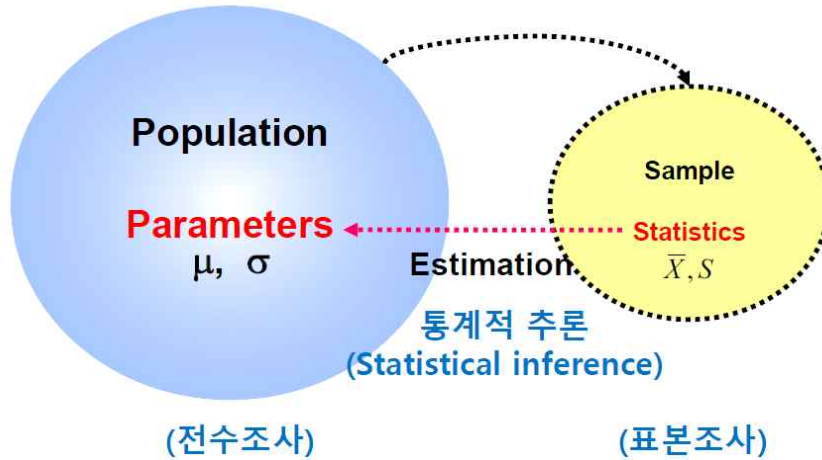 Population
Parameters
μ, σ
Sample
Statistics
X̅, S
Estimation
통계적 추론
(Statistical inference)
(전수조사)
(표본조사)